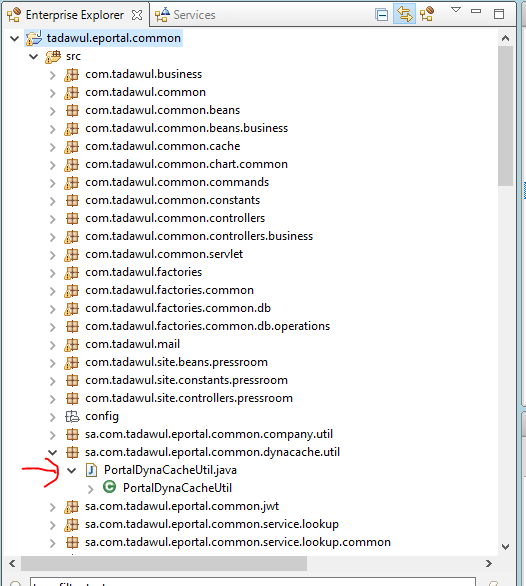 Enterprise Explorer Services
tadawul.eportal.common
src
com.tadawul.business
com.tadawul.common
com.tadawul.common.beans
com.tadawul.common.beans.business
com.tadawul.common.cache
com.tadawul.common.chart.common
com.tadawul.common.commands
com.tadawul.common.constants
com.tadawul.common.controllers
com.tadawul.common.controllers.business
com.tadawul.common.servlet
com.tadawul.factories
com.tadawul.factories.common
com.tadawul.factories.common.db
com.tadawul.factories.common.db.operations
com.tadawul.mail
com.tadawul.site.beans.pressroom
com.tadawul.site.constants.pressroom
com.tadawul.site.controllers.pressroom
config
sa.com.tadawul.eportal.common.company.util
sa.com.tadawul.eportal.common.dynacache.util
PortalDynaCacheUtil.java
PortalDynaCacheUtil
sa.com.tadawul.eportal.common.jwt
sa.com.tadawul.eportal.common.service.lookup
sa.com.tadawul.eportal.common.service.lookup.common